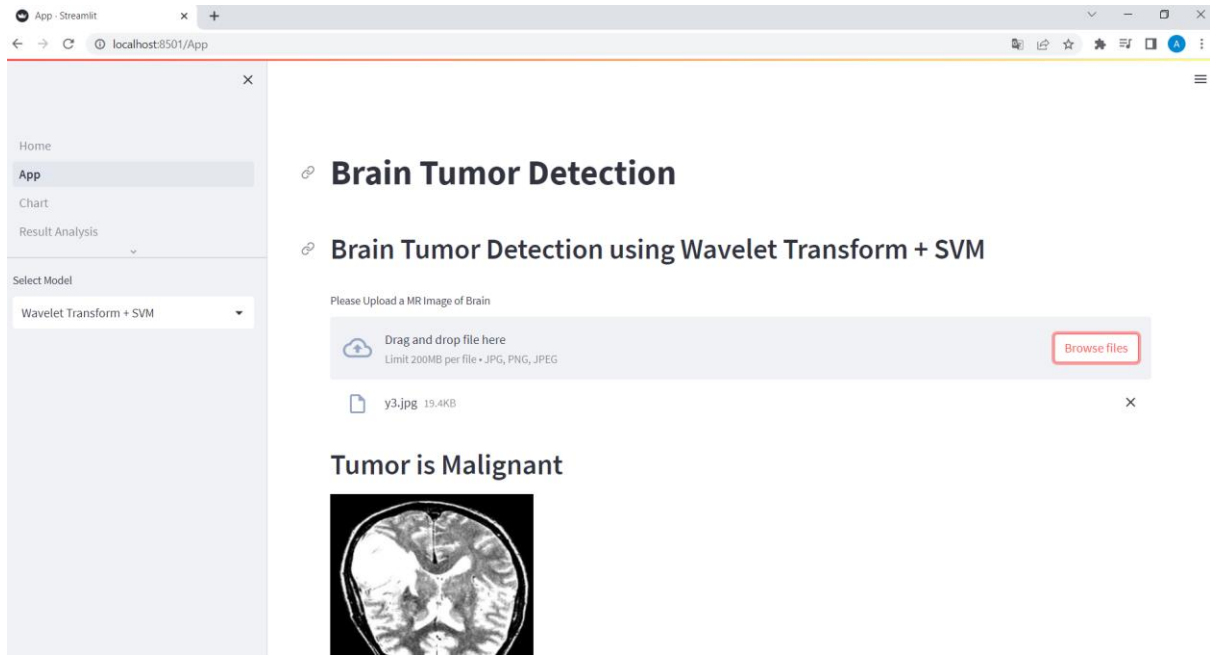 App · Streamlit
localhost:8501/App
A
Home
App
Chart
Result Analysis
Select Model
Wavelet Transform + SVM
Brain Tumor Detection
Brain Tumor Detection using Wavelet Transform + SVM
Please Upload a MR Image of Brain
Drag and drop file here
Limit 200MB per file • JPG, PNG, JPEG
Browse files
y3.jpg 19.4KB
Tumor is Malignant